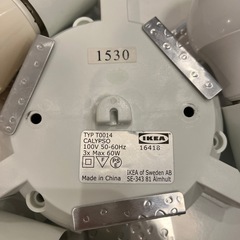 1530
TYP T0014
CALYPSO
100V 50-60Hz
3x Max 60W
IKEA
16418
PS
E
Made in China
IKEA of Sweden AB
SE-343 81 Älmhult